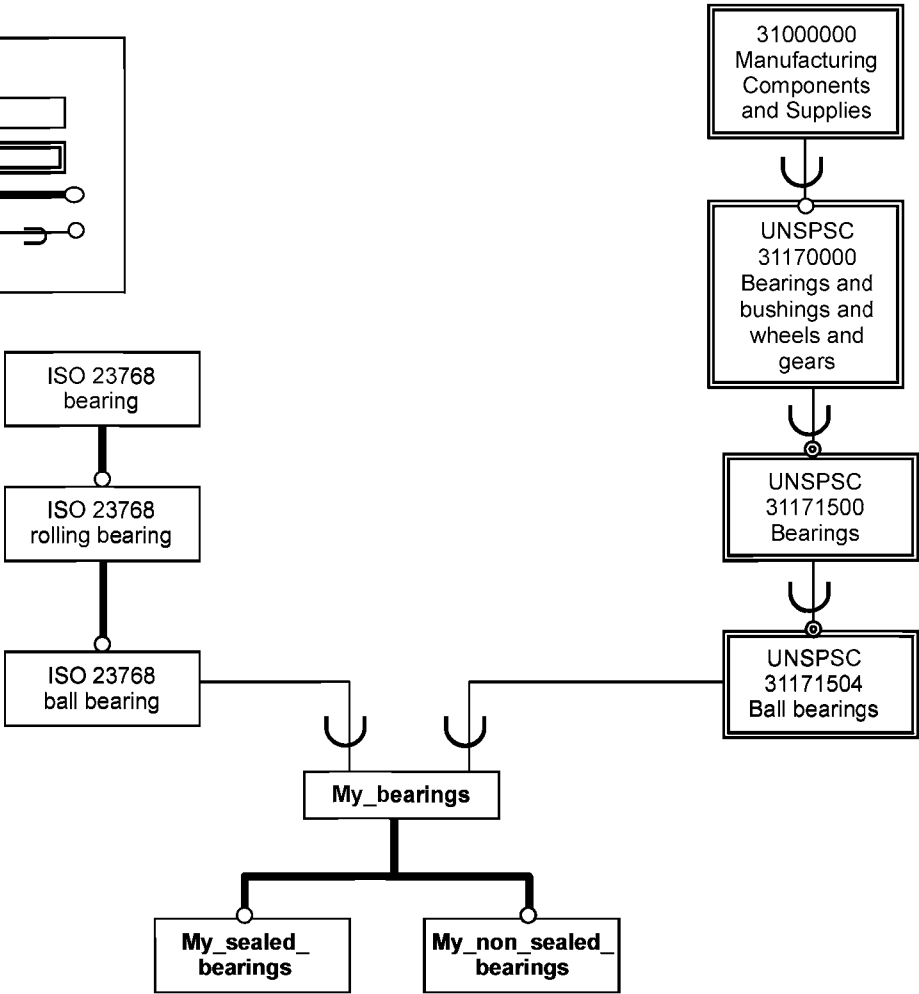 31000000
Manufacturing
Components
and Supplies
UNSPSC
31170000
Bearings and
bushings and
wheels and
gears
ISO 23768
bearing
UNSPSC
31171500
Bearings
ISO 23768
rolling bearing
ISO 23768
ball bearing
UNSPSC
31171504
Ball bearings
My_bearings
My_sealed_
bearings
My_non_sealed_
bearings